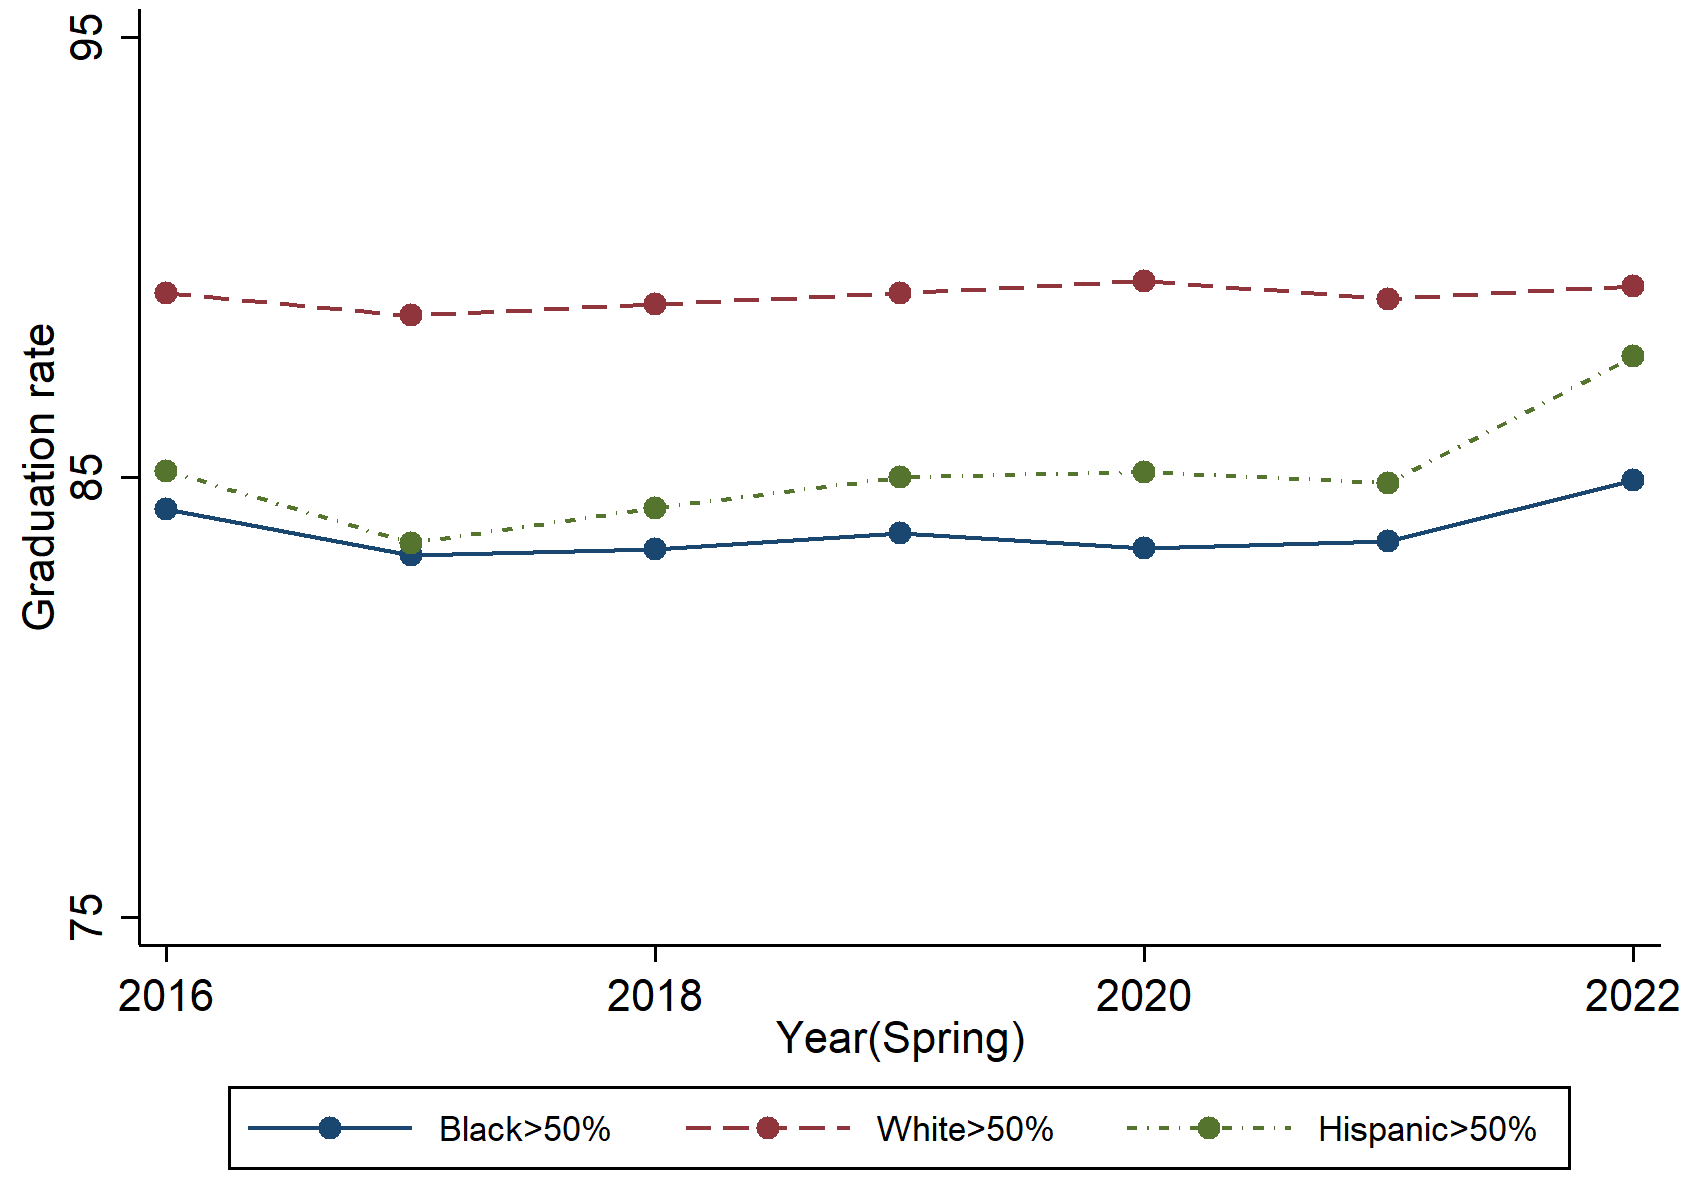 95
85
75
Graduation rate
2016 2018 2020 2022
Year(Spring)
Black>50% White>50% Hispanic>50%